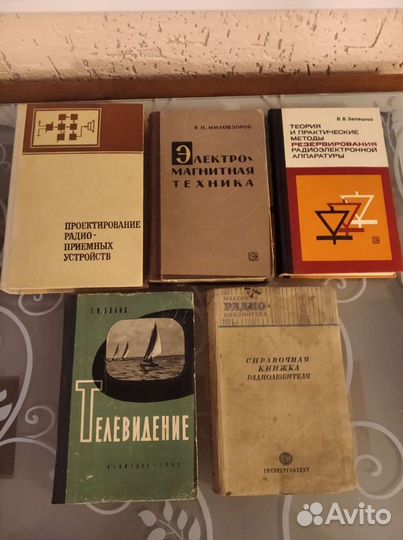 ПРОЕКТИРОВАНИЕ
РАДИО-
ПРИЕМНЫХ
УСТРОЙСТВ
В. П. МИЛОВЗОРОВ
ЭЛЕКТРО-
МАГНИТНАЯ
ТЕХНИКА
В. В. Белецкий
ТЕОРИЯ
И ПРАКТИЧЕСКИЕ
МЕТОДЫ
РЕЗЕРВИРОВАНИЯ
РАДИОЭЛЕКТРОННОЙ
АППАРАТУРЫ
ТЕЛЕВИДЕНИЕ
МАССОВАЯ
РАДИО-
БИБЛИОТЕКА
СПРАВОЧНАЯ
КНИЖКА
РАДИОЛЮБИТЕЛЯ
ГОСЭНЕРГОИЗДАТ
Avito